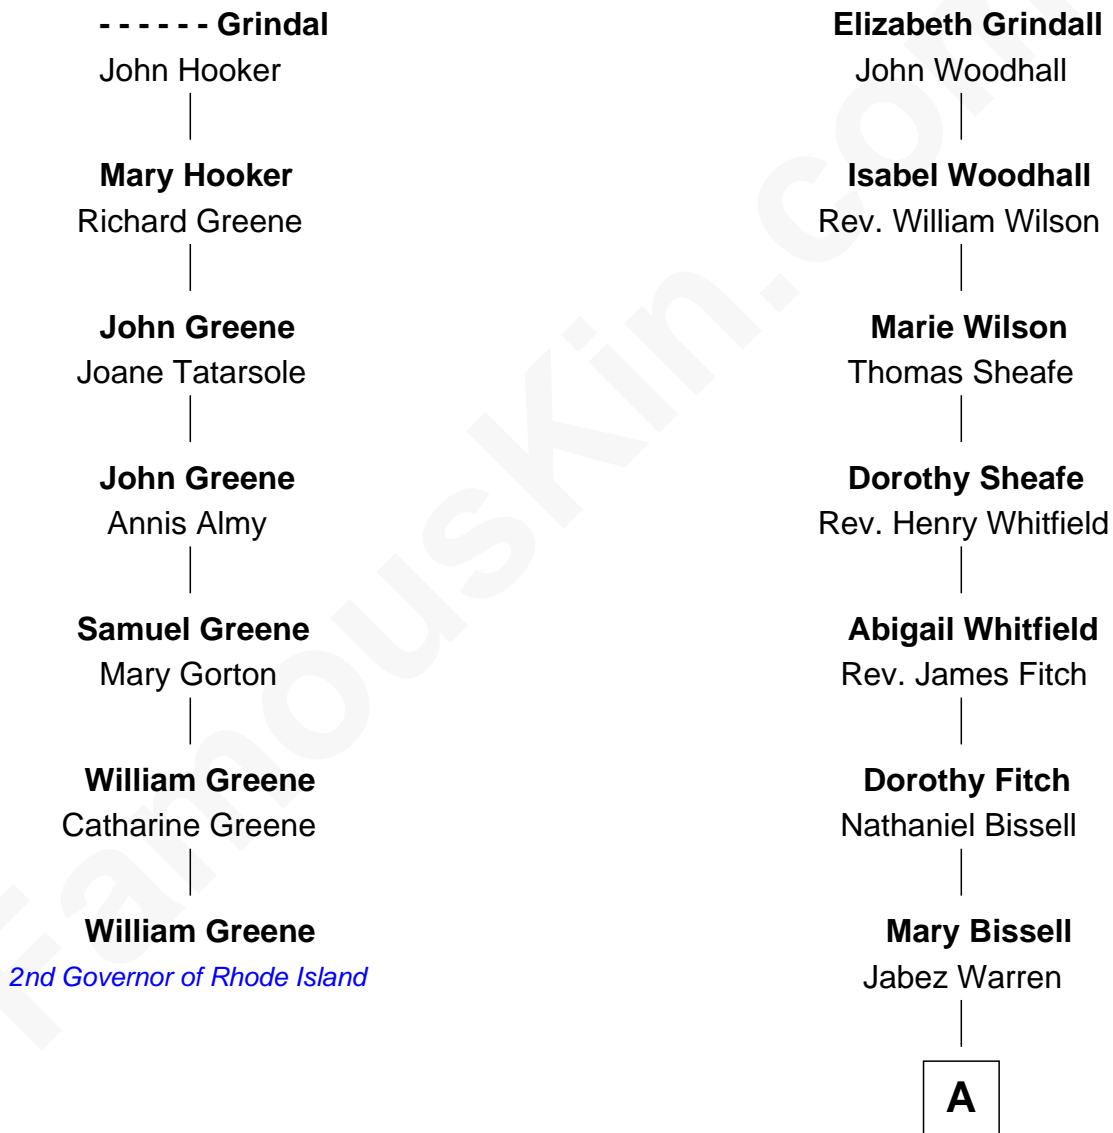 - - - - - - Grindal
John Hooker
Mary Hooker
Richard Greene
John Greene
Joane Tatarsole
John Greene
Annis Almy
Samuel Greene
Mary Gorton
William Greene
Catharine Greene
William Greene
2nd Governor of Rhode Island
Elizabeth Grindall
John Woodhall
Isabel Woodhall
Rev. William Wilson
Marie Wilson
Thomas Sheafe
Dorothy Sheafe
Rev. Henry Whitfield
Abigail Whitfield
Rev. James Fitch
Dorothy Fitch
Nathaniel Bissell
Mary Bissell
Jabez Warren
A
FamousKin.com